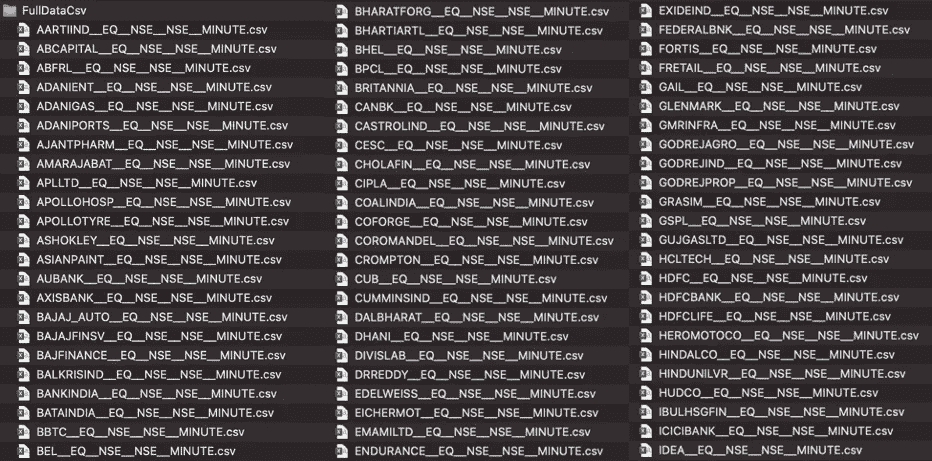 FullDataCsv
AARTIIND__EQ__NSE__NSE__MINUTE.csv
ABCAPITAL__EQ__NSE__NSE__MINUTE.csv
ABFRL__EQ__NSE__NSE__MINUTE.csv
ADANIENT__EQ__NSE__NSE__MINUTE.csv
ADANIGAS__EQ__NSE__NSE__MINUTE.csv
ADANIPORTS__EQ__NSE__NSE__MINUTE.csv
AJANTPHARM__EQ__NSE__NSE__MINUTE.csv
AMARAJABAT__EQ__NSE__NSE__MINUTE.csv
APLLTD__EQ__NSE__NSE__MINUTE.csv
APOLLOHOSP__EQ__NSE__NSE__MINUTE.csv
APOLLOTYRE__EQ__NSE__NSE__MINUTE.csv
ASHOKLEY__EQ__NSE__NSE__MINUTE.csv
ASIANPAINT__EQ__NSE__NSE__MINUTE.csv
AUBANK__EQ__NSE__NSE__MINUTE.csv
AXISBANK__EQ__NSE__NSE__MINUTE.csv
BAJAJ_AUTO__EQ__NSE__NSE__MINUTE.csv
BAJAJFINSV__EQ__NSE__NSE__MINUTE.csv
BAJFINANCE__EQ__NSE__NSE__MINUTE.csv
BALKRISIND__EQ__NSE__NSE__MINUTE.csv
BANKINDIA__EQ__NSE__NSE__MINUTE.csv
BATAINDIA__EQ__NSE__NSE__MINUTE.csv
BBTC__EQ__NSE__NSE__MINUTE.csv
BEL__EQ__NSE__NSE__MINUTE.csv
BHARATFORG__EQ__NSE__NSE__MINUTE.csv
BHARTIARTL__EQ__NSE__NSE__MINUTE.csv
BHEL__EQ__NSE__NSE__MINUTE.csv
BPCL__EQ__NSE__NSE__MINUTE.csv
BRITANNIA__EQ__NSE__NSE__MINUTE.csv
CANBK__EQ__NSE__NSE__MINUTE.csv
CASTROLIND__EQ__NSE__NSE__MINUTE.csv
CESC__EQ__NSE__NSE__MINUTE.csv
CHOLAFIN__EQ__NSE__NSE__MINUTE.csv
CIPLA__EQ__NSE__NSE__MINUTE.csv
COALINDIA__EQ__NSE__NSE__MINUTE.csv
COFORGE__EQ__NSE__NSE__MINUTE.csv
COROMANDEL__EQ__NSE__NSE__MINUTE.csv
CROMPTON__EQ__NSE__NSE__MINUTE.csv
CUB__EQ__NSE__NSE__MINUTE.csv
CUMMINSIND__EQ__NSE__NSE__MINUTE.csv
DALBHARAT__EQ__NSE__NSE__MINUTE.csv
DHANI__EQ__NSE__NSE__MINUTE.csv
DIVISLAB__EQ__NSE__NSE__MINUTE.csv
DRREDDY__EQ__NSE__NSE__MINUTE.csv
EDELWEISS__EQ__NSE__NSE__MINUTE.csv
EICHERMOT__EQ__NSE__NSE__MINUTE.csv
EMAMILTD__EQ__NSE__NSE__MINUTE.csv
ENDURANCE__EQ__NSE__NSE__MINUTE.csv
EXIDEIND__EQ__NSE__NSE__MINUTE.csv
FEDERALBNK__EQ__NSE__NSE__MINUTE.csv
FORTIS__EQ__NSE__NSE__MINUTE.csv
FRETAIL__EQ__NSE__NSE__MINUTE.csv
GAIL__EQ__NSE__NSE__MINUTE.csv
GLENMARK__EQ__NSE__NSE__MINUTE.csv
GMRINFRA__EQ__NSE__NSE__MINUTE.csv
GODREJAGRO__EQ__NSE__NSE__MINUTE.csv
GODREJIND__EQ__NSE__NSE__MINUTE.csv
GODREJPROP__EQ__NSE__NSE__MINUTE.csv
GRASIM__EQ__NSE__NSE__MINUTE.csv
GSPL__EQ__NSE__NSE__MINUTE.csv
GUJGASLTD__EQ__NSE__NSE__MINUTE.csv
HCLTECH__EQ__NSE__NSE__MINUTE.csv
HDFC__EQ__NSE__NSE__MINUTE.csv
HDFCBANK__EQ__NSE__NSE__MINUTE.csv
HDFCLIFE__EQ__NSE__NSE__MINUTE.csv
HEROMOTOCO__EQ__NSE__NSE__MINUTE.csv
HINDALCO__EQ__NSE__NSE__MINUTE.csv
HINDUNILVR__EQ__NSE__NSE__MINUTE.csv
HUDCO__EQ__NSE__NSE__MINUTE.csv
IBULHSGFIN__EQ__NSE__NSE__MINUTE.csv
ICICIBANK__EQ__NSE__NSE__MINUTE.csv
IDEA__EQ__NSE__NSE__MINUTE.csv